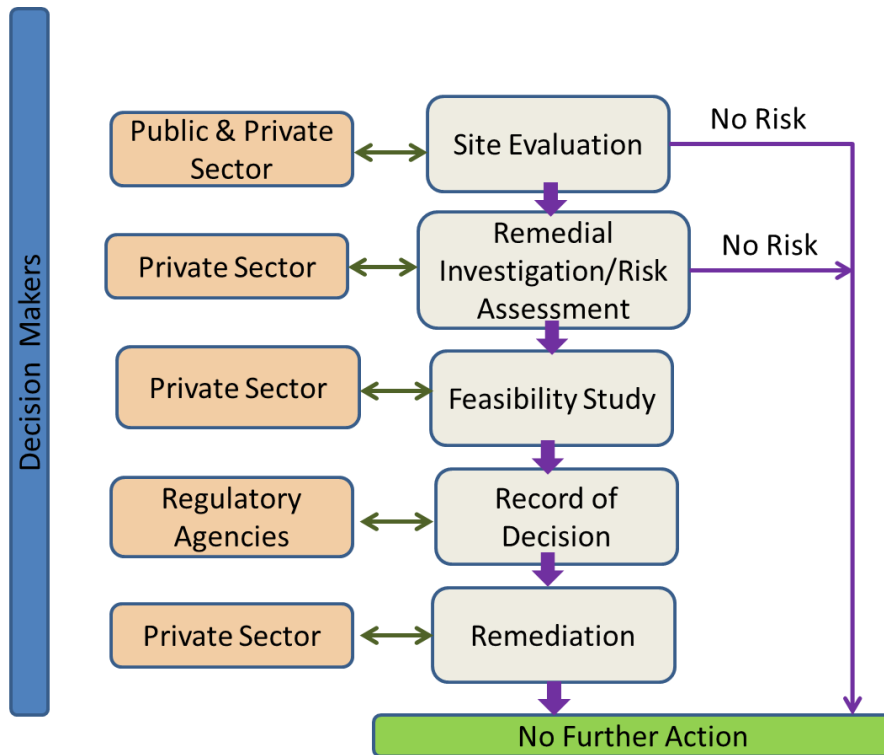 Decision Makers
Public & Private
Sector
Site Evaluation
No Risk
Private Sector
Remedial
Investigation/Risk
Assessment
No Risk
Private Sector
Feasibility Study
Regulatory
Agencies
Record of
Decision
Private Sector
Remediation
No Further Action